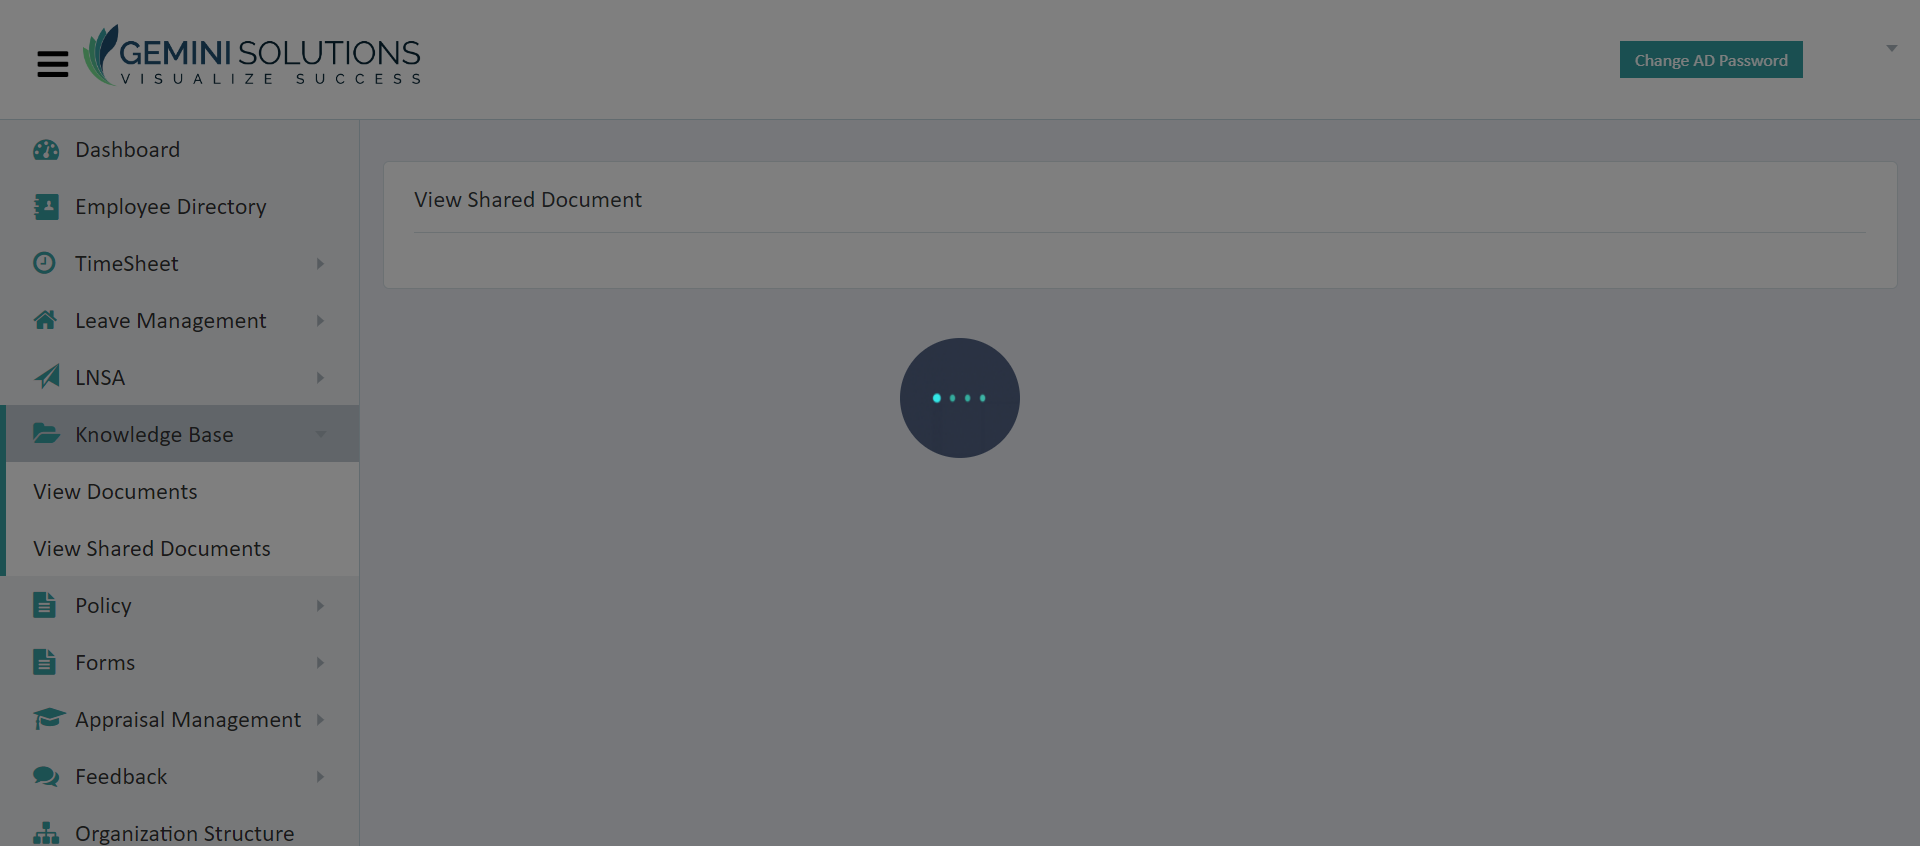 GEMINI SOLUTIONS
VISUALIZE SUCCESS
Change AD Password
Dashboard
Employee Directory
TimeSheet
Leave Management
LNSA
Knowledge Base
View Documents
View Shared Documents
Policy
Forms
Appraisal Management
Feedback
Organization Structure
View Shared Document